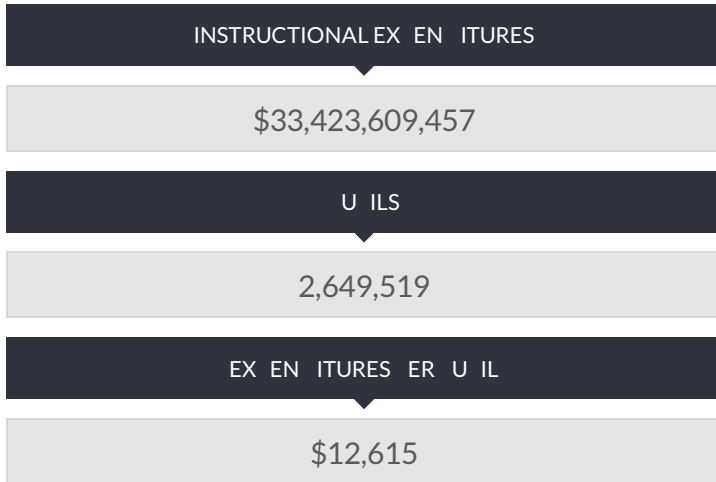 INSTRUCTIONAL EX EN ITURES
$33,423,609,457
U ILS
2,649,519
EX EN ITURES ER U IL
$12,615